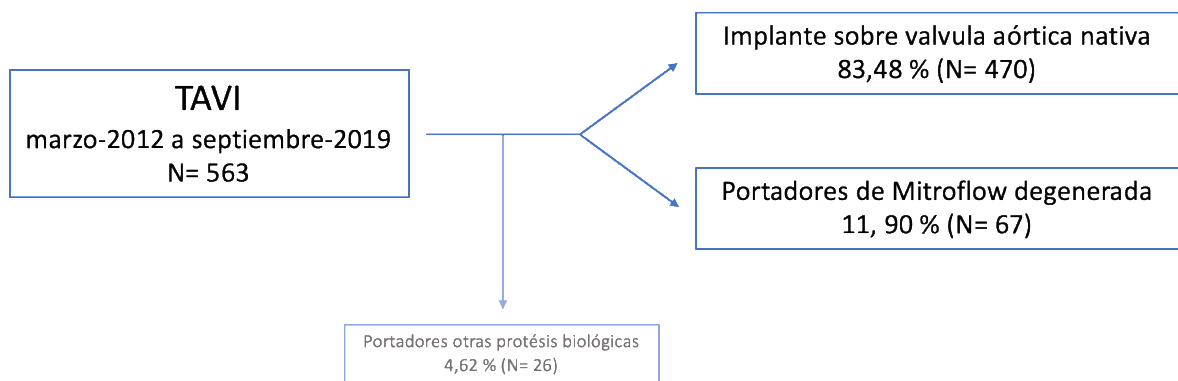 TAVI
marzo-2012 a septiembre-2019
N= 563
Implante sobre valvula aórtica nativa
83,48 % (N= 470)
Portadores de Mitroflow degenerada
11, 90 % (N= 67)
Portadores otras protésis biológicas
4,62 % (N= 26)